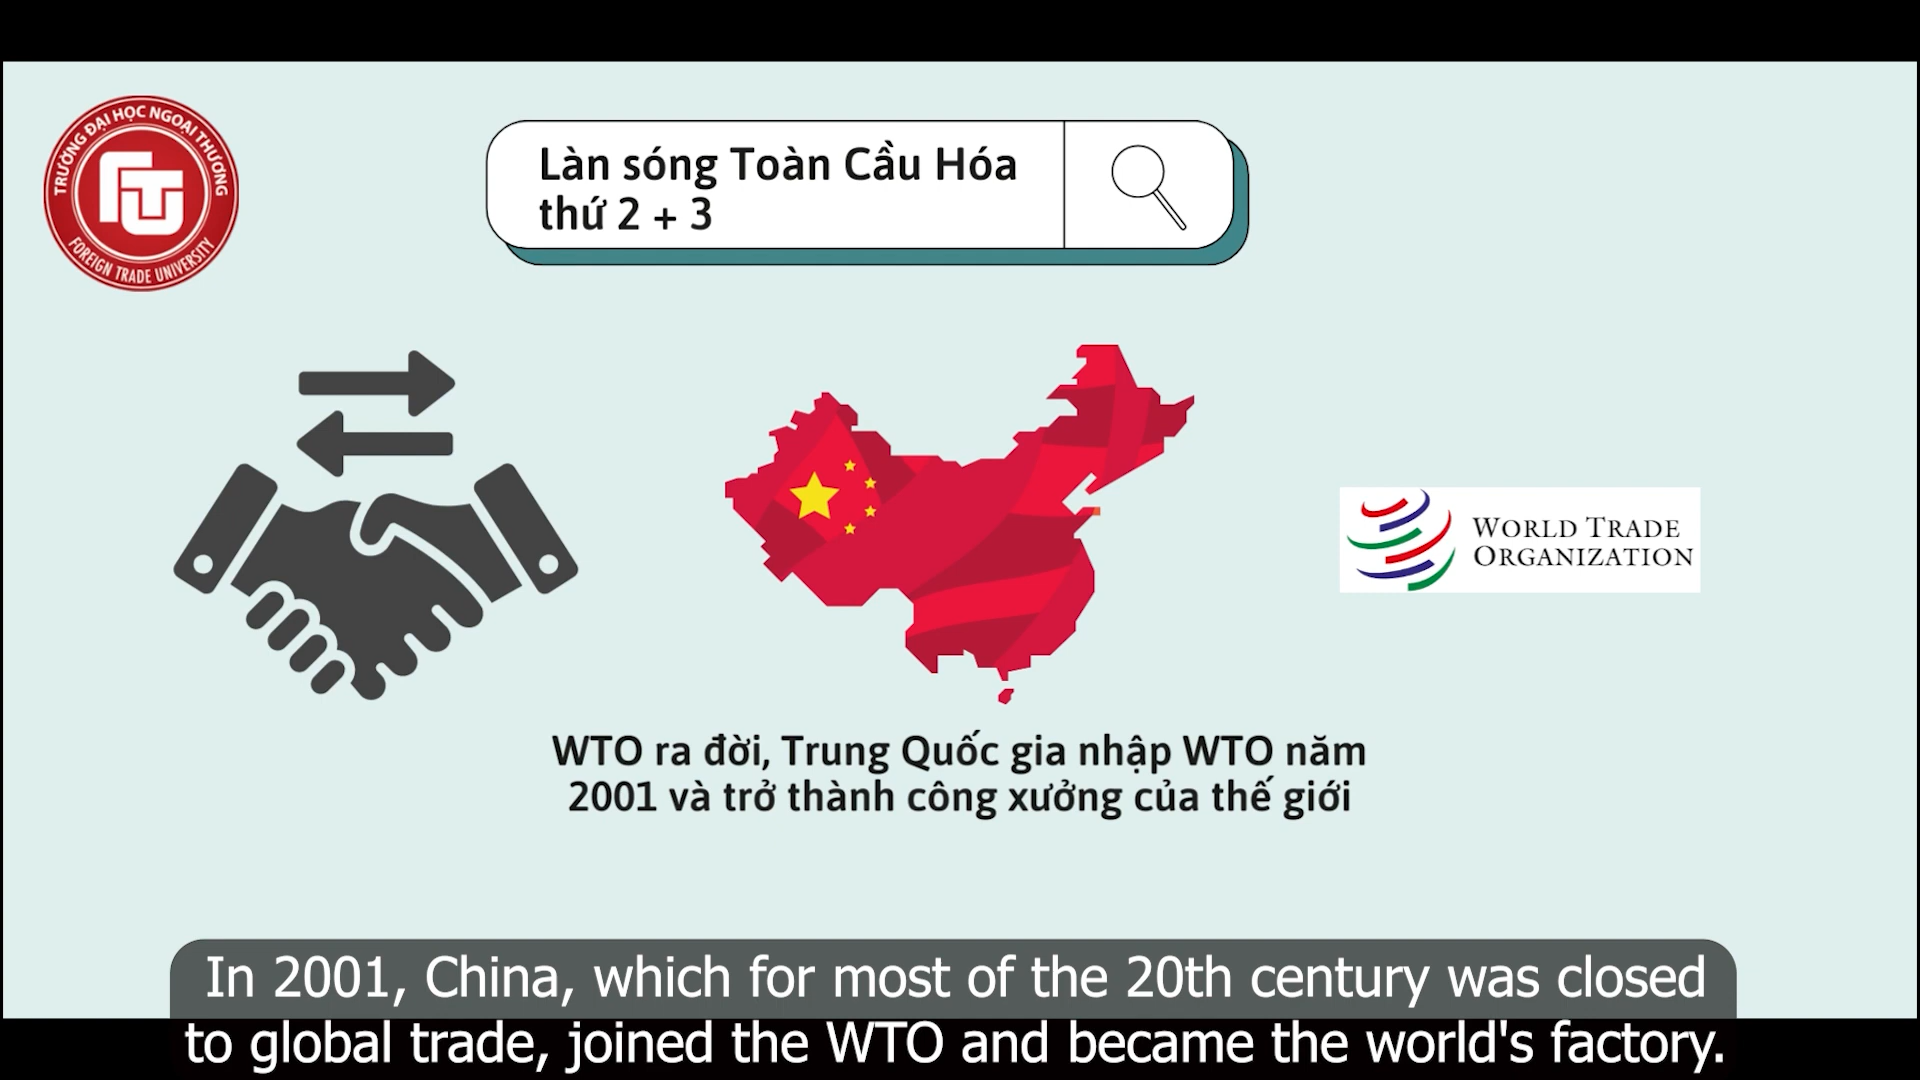 TRƯỜNG ĐẠI HỌC NGOẠI THƯƠNG
FTU
FOREIGN TRADE UNIVERSITY
Làn sóng Toàn Cầu Hóa
thứ 2 + 3
WORLD TRADE
ORGANIZATION
WTO ra đời, Trung Quốc gia nhập WTO năm
2001 và trở thành công xưởng của thế giới
In 2001, China, which for most of the 20th century was closed
to global trade, joined the WTO and became the world's factory.